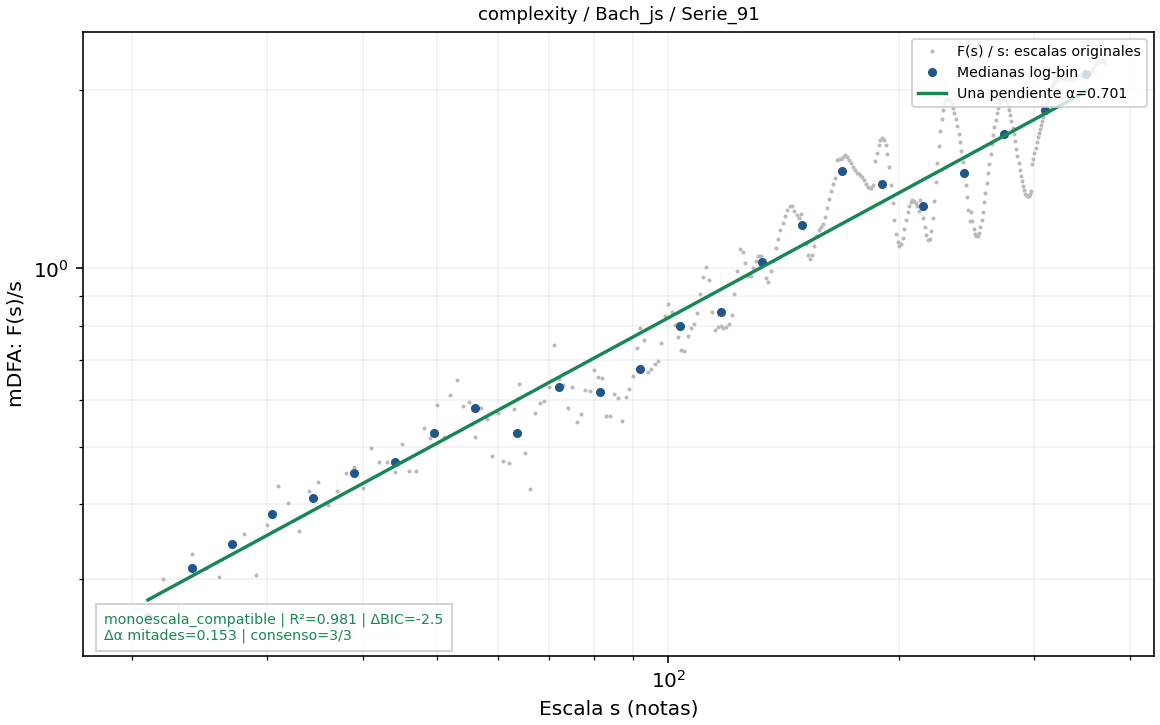 complexity / Bach_js / Serie_91
F(s) / s: escalas originales
Medianas log-bin
Una pendiente α=0.701
10⁰
mDFA: F(s)/s
monoescala_compatible | R²=0.981 | ΔBIC=-2.5
Δα mitades=0.153 | consenso=3/3
10²
Escala s (notas)